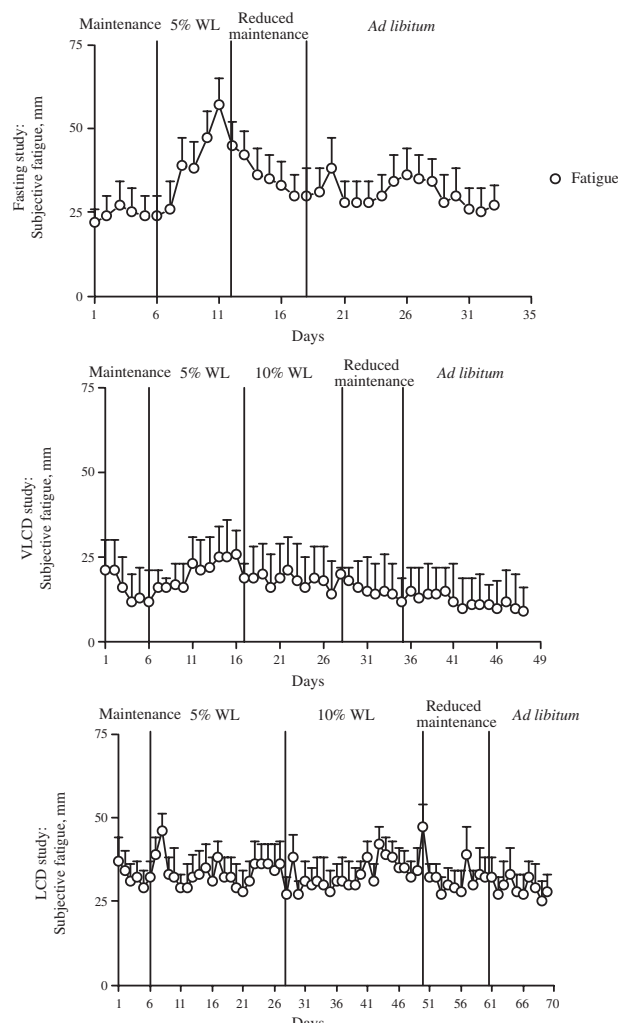 Maintenance 5% WL Reduced maintenance Ad libitum
75
50
25
0
Fasting study:
Subjective fatigue, mm
1 6 11 16 21 26 31 35
Days
Fatigue
Maintenance 5% WL 10% WL Reduced maintenance Ad libitum
75
50
25
0
VLCD study:
Subjective fatigue, mm
1 6 11 16 21 26 31 36 41 46 49
Days
Maintenance 5% WL 10% WL Reduced maintenance Ad libitum
75
50
25
0
LCD study:
Subjective fatigue, mm
1 6 11 16 21 26 31 36 41 46 51 56 61 66 70
Days